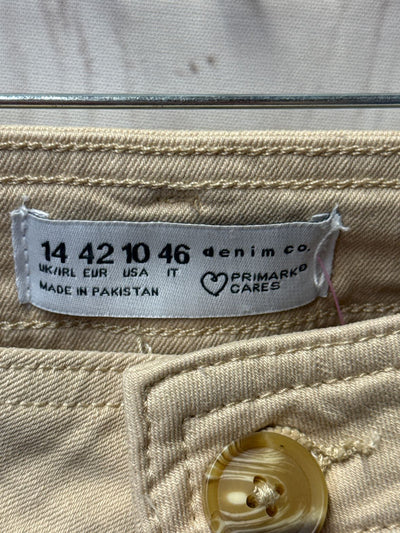 14 42 10 46 denim co.
UK/IRL EUR USA IT
PRIMARK®
MADE IN PAKISTAN CARES